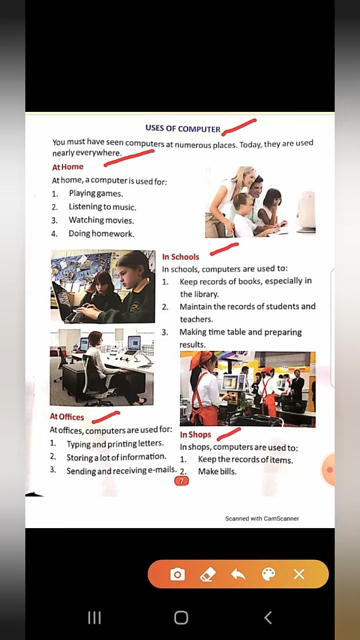 USES OF COMPUTER
You must have seen computers at numerous places. Today, they are used
nearly everywhere.
At Home
At home, a computer is used for:
1. Playing games.
2. Listening to music.
3. Watching movies.
4. Doing homework.
In Schools
In schools, computers are used to:
1. Keep records of books, especially in
the library.
2. Maintain the records of students and
teachers.
3. Making time table and preparing
results.
At Offices
At offices, computers are used for:
1. Typing and printing letters.
2. Storing a lot of information.
3. Sending and receiving e-mails.
In Shops
In shops, computers are used to:
1. Keep the records of items.
2. Make bills.
7
Scanned with CamScanner